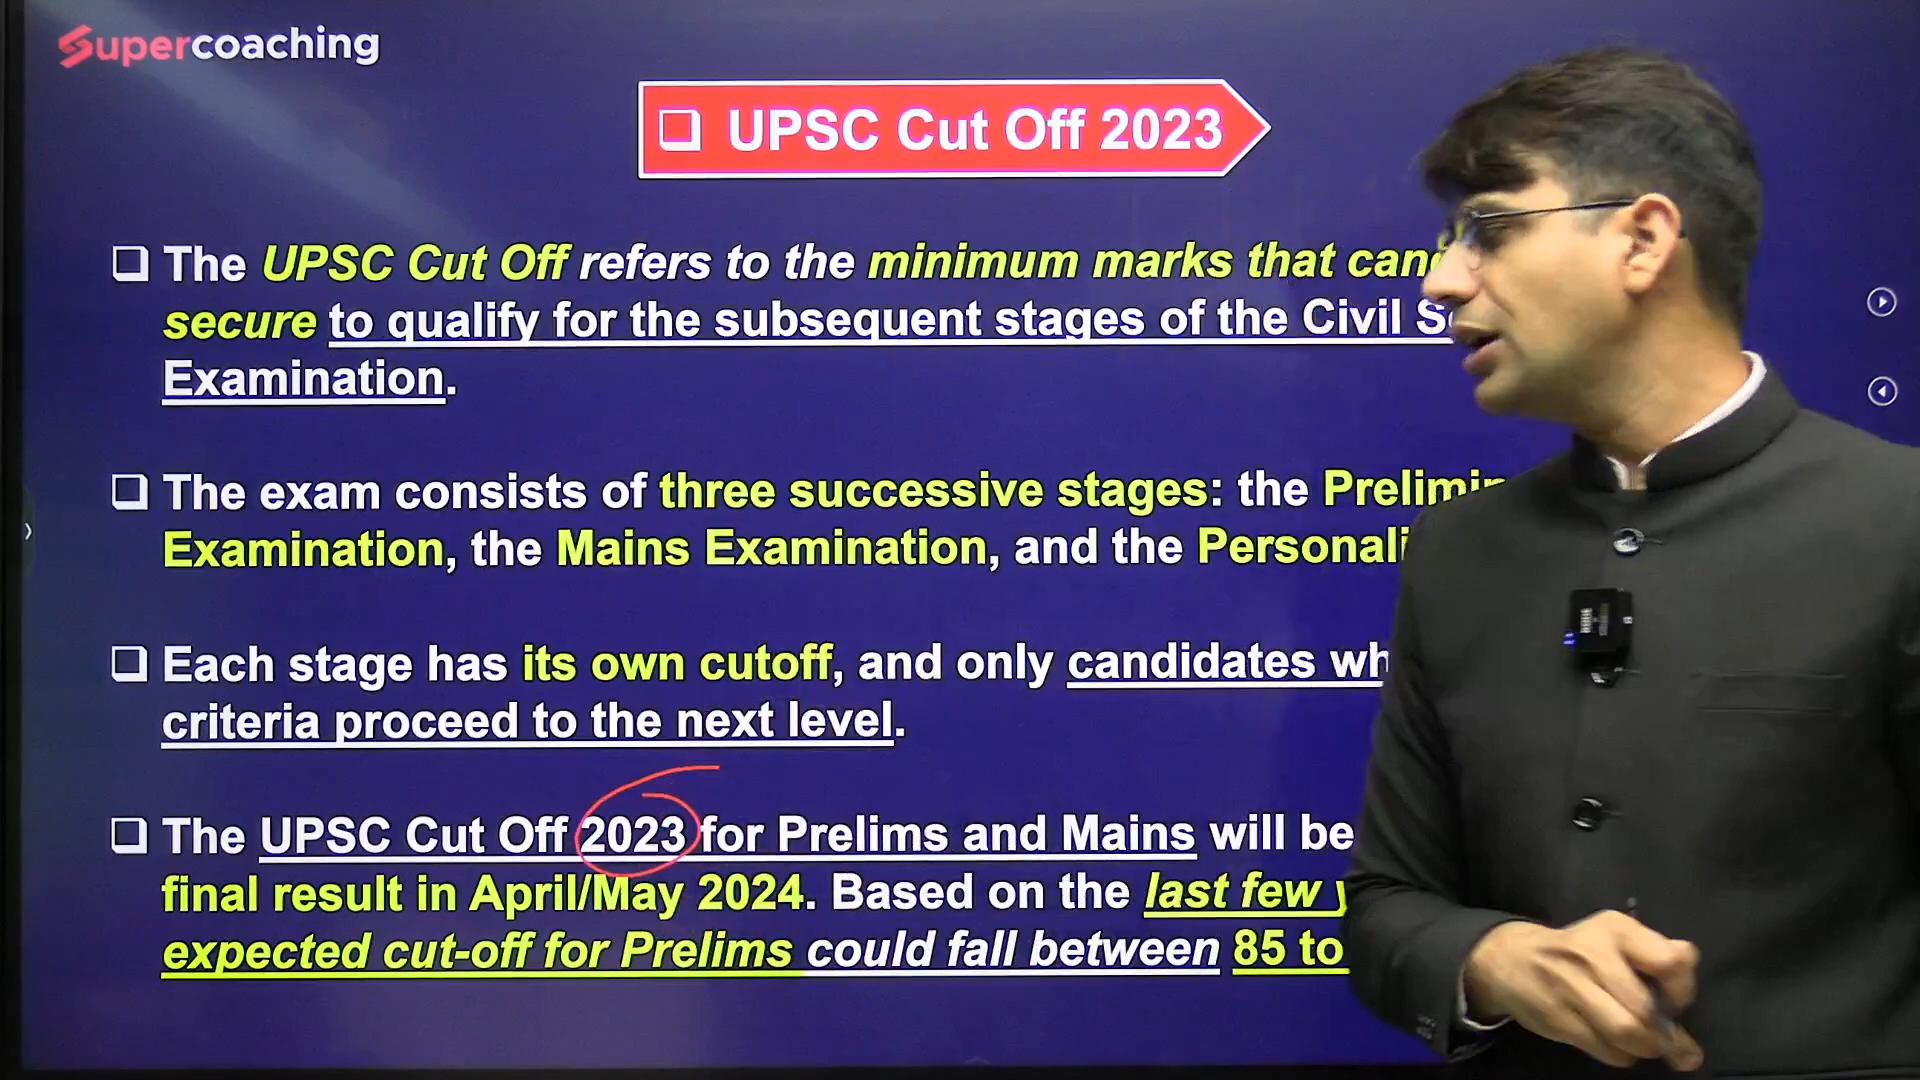 Supercoaching
UPSC Cut Off 2023
The UPSC Cut Off refers to the minimum marks that
secure to qualify for the subsequent stages of the Civil
Examination.
The exam consists of three successive stages: the
Examination, the Mains Examination, and the
Each stage has its own cutoff, and only candidates
criteria proceed to the next level.
The UPSC Cut Off 2023 for Prelims and Mains will be
final result in April/May 2024. Based on the last few
expected cut-off for Prelims could fall between 85 to